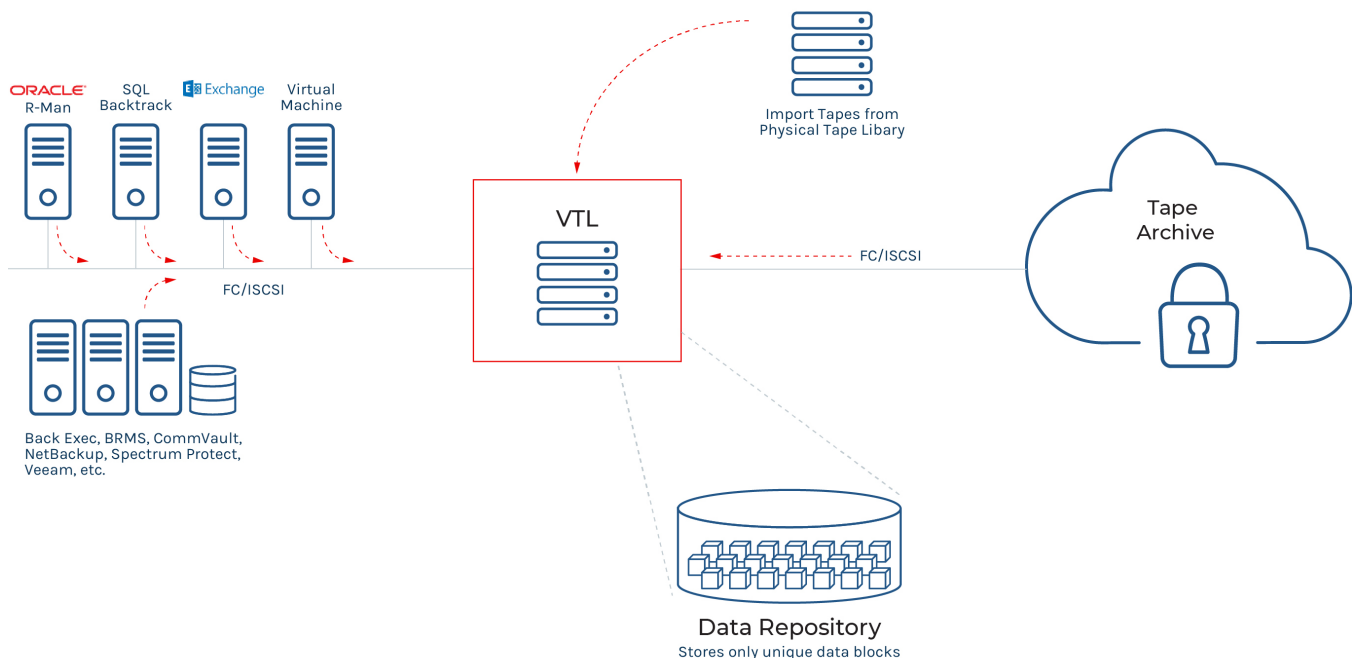 ORACLE
R-Man
SQL
Backtrack
Exchange
Virtual
Machine
Import Tapes from
Physical Tape Libary
VTL
Tape
Archive
FC/ISCSI
FC/ISCSI
Back Exec, BRMS, CommVault,
NetBackup, Spectrum Protect,
Veeam, etc.
Data Repository
Stores only unique data blocks